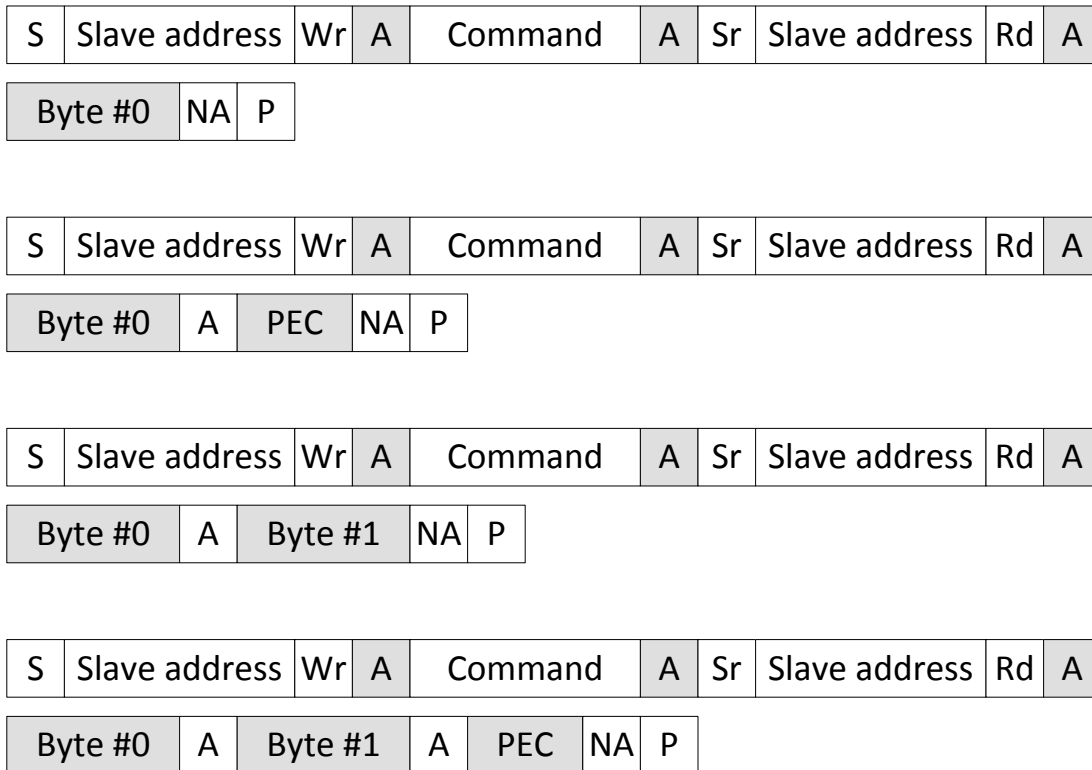 S Slave address Wr A Command A Sr Slave address Rd A
Byte #0 NA P
S Slave address Wr A Command A Sr Slave address Rd A
Byte #0 A PEC NA P
S Slave address Wr A Command A Sr Slave address Rd A
Byte #0 A Byte #1 NA P
S Slave address Wr A Command A Sr Slave address Rd A
Byte #0 A Byte #1 A PEC NA P